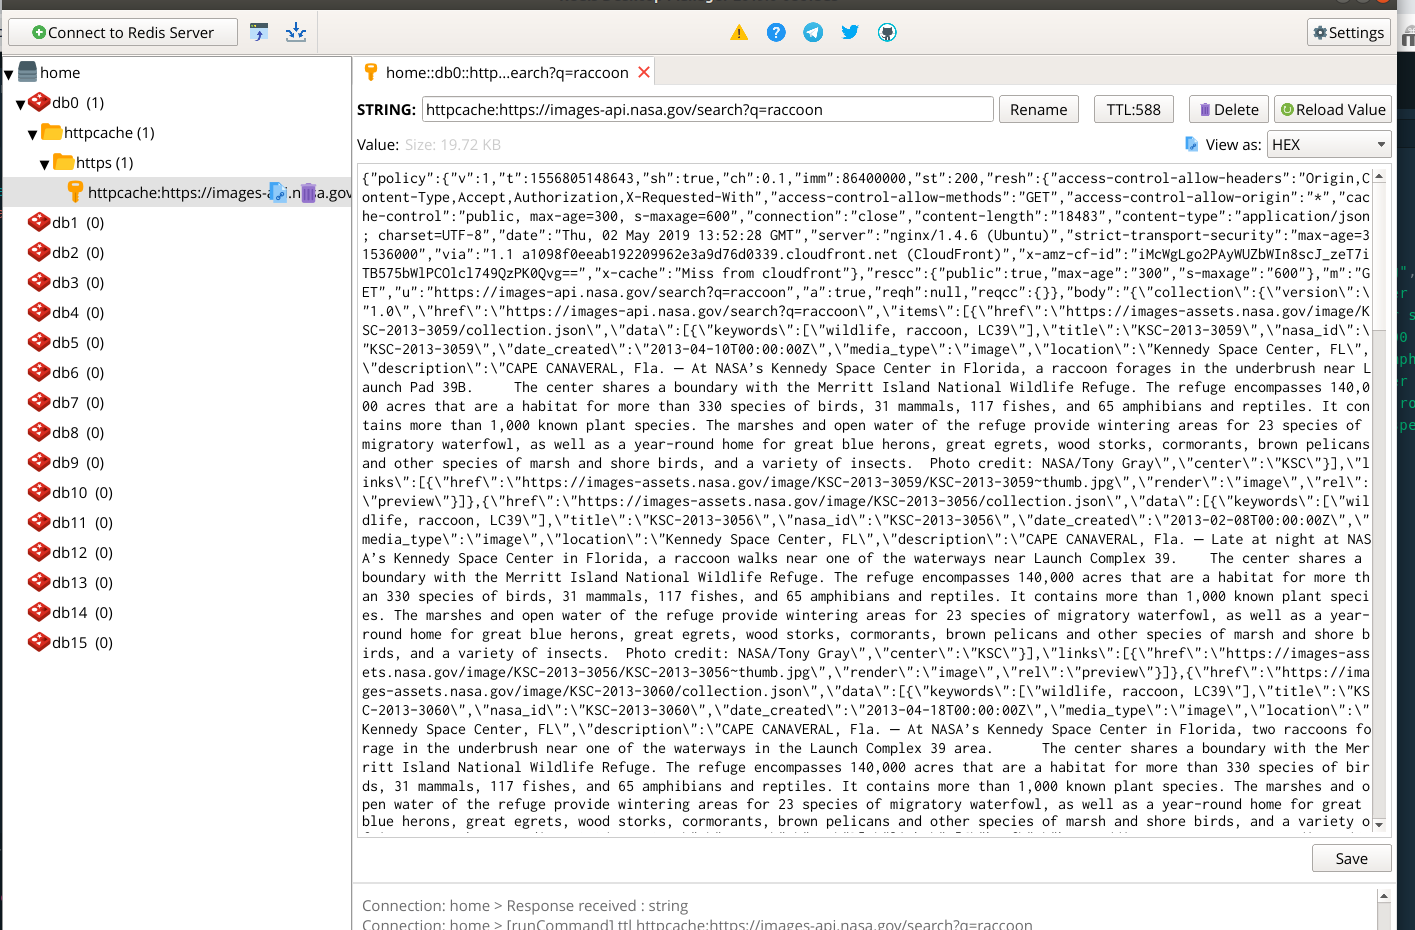 Connect to Redis Server
Settings
home
db0 (1)
httpcache (1)
https (1)
httpcache:https://images-api.nasa.gov
db1 (0)
db2 (0)
db3 (0)
db4 (0)
db5 (0)
db6 (0)
db7 (0)
db8 (0)
db9 (0)
db10 (0)
db11 (0)
db12 (0)
db13 (0)
db14 (0)
db15 (0)
home::db0::http...earch?q=raccoon
STRING: httpcache:https://images-api.nasa.gov/search?q=raccoon Rename TTL:588 Delete Reload Value
Value: Size: 19.72 KB View as: HEX
{"policy":{"v":1,"t":1556805148643,"sh":true,"ch":0.1,"imm":86400000,"st":200,"resh":{"access-control-allow-headers":"Origin,C
ontent-Type,Accept,Authorization,X-Requested-With","access-control-allow-methods":"GET","access-control-allow-origin":"*","cac
he-control":"public, max-age=300, s-maxage=600","connection":"close","content-length":"18483","content-type":"application/json
; charset=UTF-8","date":"Thu, 02 May 2019 13:52:28 GMT","server":"nginx/1.4.6 (Ubuntu)","strict-transport-security":"max-age=3
1536000","via":"1.1 a1098f0eeab192209962e3a9d76d0339.cloudfront.net (CloudFront)","x-amz-cf-id":"iMcWgLgo2PAyWUZbWIn8scJ_zeT7i
TB575bWlPCOlcl749QzPK0Qvg==","x-cache":"Miss from cloudfront"},"rescc":{"public":true,"max-age":"300","s-maxage":"600"},"m":"G
ET","u":"https://images-api.nasa.gov/search?q=raccoon","a":true,"reqh":null,"reqcc":{}},"body":"{\"collection\":{\"version\":\
"1.0\",\"href\":\"https://images-api.nasa.gov/search?q=raccoon\",\"items\":[{\"href\":\"https://images-assets.nasa.gov/image/K
SC-2013-3059/collection.json\",\"data\":[{\"keywords\":[\"wildlife, raccoon, LC39\"],\"title\":\"KSC-2013-3059\",\"nasa_id\":\
"KSC-2013-3059\",\"date_created\":\"2013-04-10T00:00:00Z\",\"media_type\":\"image\",\"location\":\"Kennedy Space Center, FL\",
\"description\":\"CAPE CANAVERAL, Fla. – At NASA's Kennedy Space Center in Florida, a raccoon forages in the underbrush near L
aunch Pad 39B.     The center shares a boundary with the Merritt Island National Wildlife Refuge. The refuge encompasses 140,0
00 acres that are a habitat for more than 330 species of birds, 31 mammals, 117 fishes, and 65 amphibians and reptiles. It con
tains more than 1,000 known plant species. The marshes and open water of the refuge provide wintering areas for 23 species of
migratory waterfowl, as well as a year-round home for great blue herons, great egrets, wood storks, cormorants, brown pelicans
and other species of marsh and shore birds, and a variety of insects.  Photo credit: NASA/Tony Gray\",\"center\":\"KSC\"}],\"l
inks\":[{\"href\":\"https://images-assets.nasa.gov/image/KSC-2013-3059/KSC-2013-3059~thumb.jpg\",\"render\":\"image\",\"rel\":
\"preview\"}]},{\"href\":\"https://images-assets.nasa.gov/image/KSC-2013-3056/collection.json\",\"data\":[{\"keywords\":[\"wil
dlife, raccoon, LC39\"],\"title\":\"KSC-2013-3056\",\"nasa_id\":\"KSC-2013-3056\",\"date_created\":\"2013-02-08T00:00:00Z\",\"
media_type\":\"image\",\"location\":\"Kennedy Space Center, FL\",\"description\":\"CAPE CANAVERAL, Fla. – Late at night at NAS
A's Kennedy Space Center in Florida, a raccoon walks near one of the waterways near Launch Complex 39.    The center shares a
boundary with the Merritt Island National Wildlife Refuge. The refuge encompasses 140,000 acres that are a habitat for more th
an 330 species of birds, 31 mammals, 117 fishes, and 65 amphibians and reptiles. It contains more than 1,000 known plant speci
es. The marshes and open water of the refuge provide wintering areas for 23 species of migratory waterfowl, as well as a year-
round home for great blue herons, great egrets, wood storks, cormorants, brown pelicans and other species of marsh and shore b
irds, and a variety of insects.  Photo credit: NASA/Tony Gray\",\"center\":\"KSC\"}],\"links\":[{\"href\":\"https://images-ass
ets.nasa.gov/image/KSC-2013-3056/KSC-2013-3056~thumb.jpg\",\"render\":\"image\",\"rel\":\"preview\"}]},{\"href\":\"https://ima
ges-assets.nasa.gov/image/KSC-2013-3060/collection.json\",\"data\":[{\"keywords\":[\"wildlife, raccoon, LC39\"],\"title\":\"KS
C-2013-3060\",\"nasa_id\":\"KSC-2013-3060\",\"date_created\":\"2013-04-18T00:00:00Z\",\"media_type\":\"image\",\"location\":\"
Kennedy Space Center, FL\",\"description\":\"CAPE CANAVERAL, Fla. – At NASA's Kennedy Space Center in Florida, two raccoons fo
rage in the underbrush near one of the waterways in the Launch Complex 39 area.      The center shares a boundary with the Mer
ritt Island National Wildlife Refuge. The refuge encompasses 140,000 acres that are a habitat for more than 330 species of bir
ds, 31 mammals, 117 fishes, and 65 amphibians and reptiles. It contains more than 1,000 known plant species. The marshes and o
pen water of the refuge provide wintering areas for 23 species of migratory waterfowl, as well as a year-round home for great
blue herons, great egrets, wood storks, cormorants, brown pelicans and other species of marsh and shore birds, and a variety o
Save
Connection: home > Response received : string
Connection: home > [runCommand] ttl httpcache:https://images-api.nasa.gov/search?q=raccoon